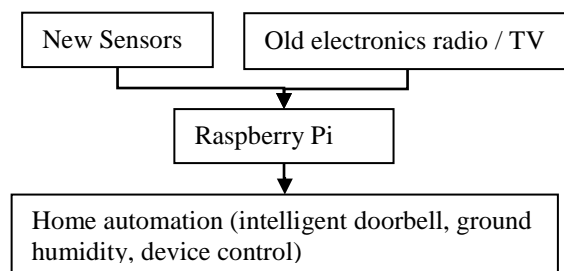 New Sensors
Old electronics radio / TV
Raspberry Pi
Home automation (intelligent doorbell, ground
humidity, device control)